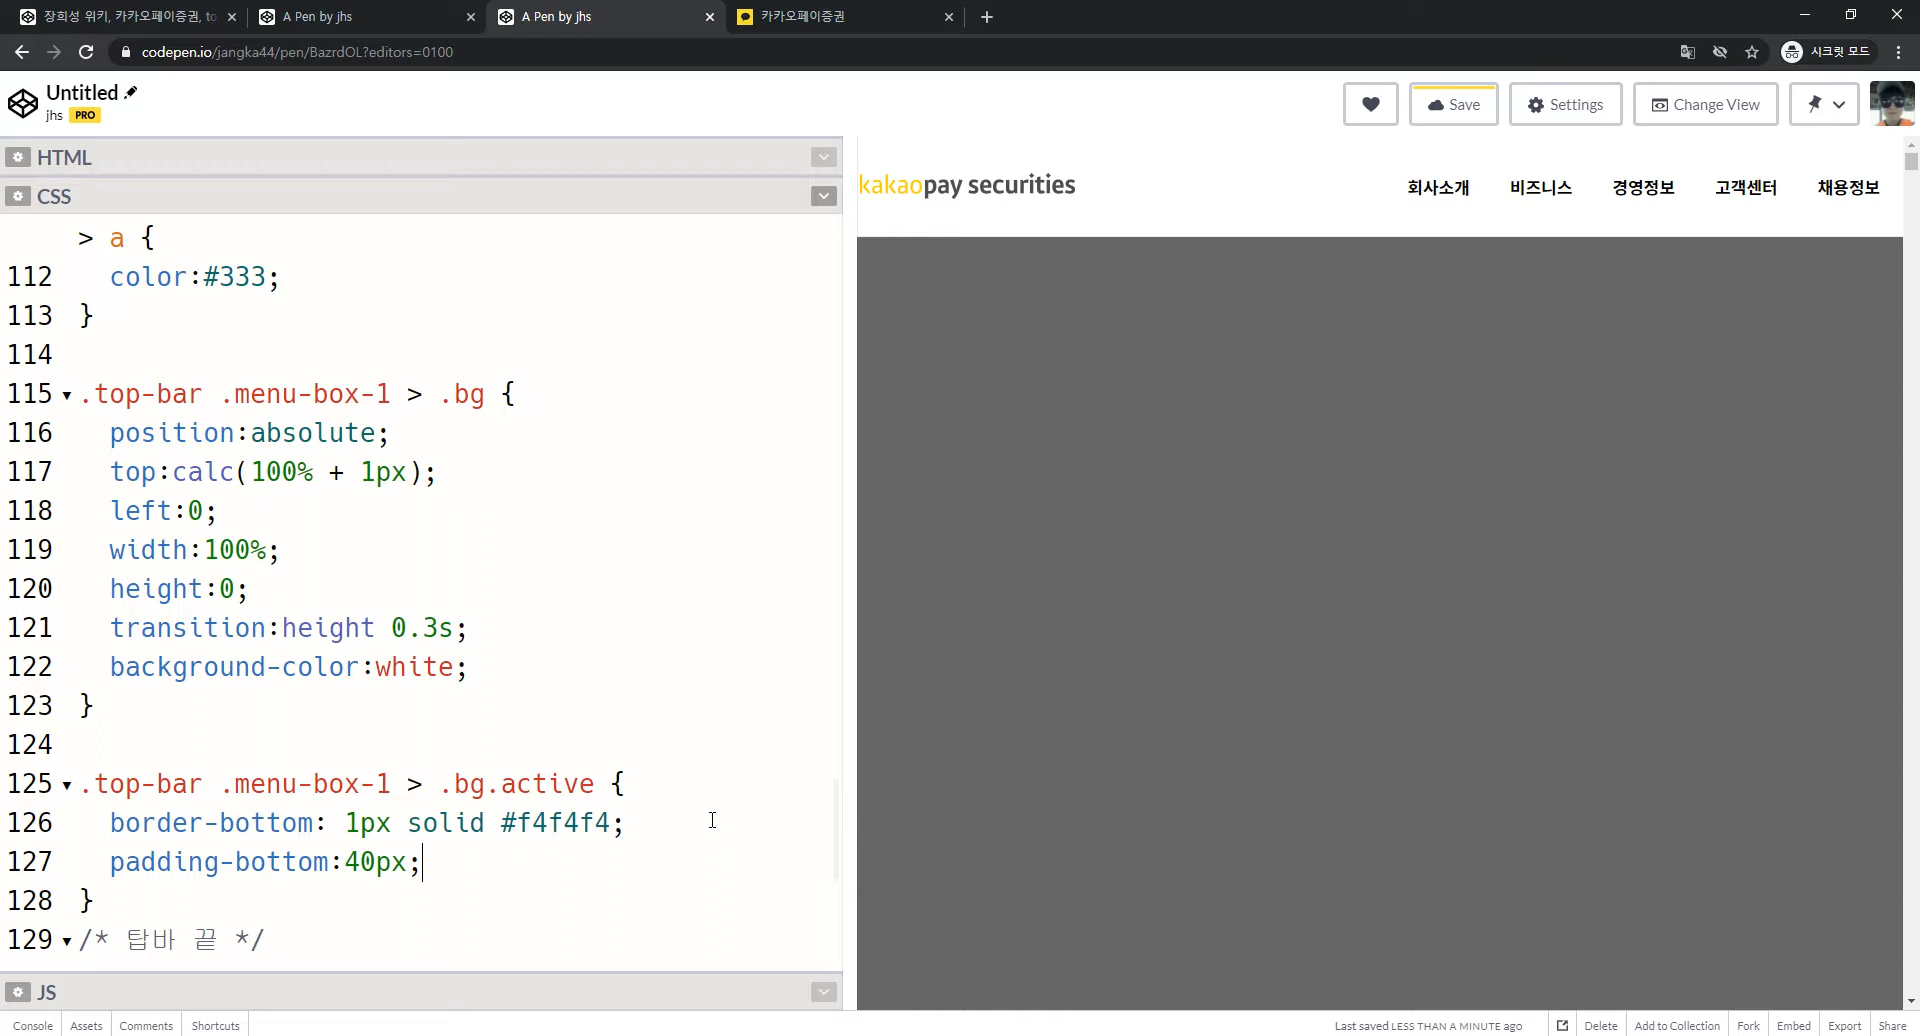 장희성 위키, 카카오페이증권, to
A Pen by jhs
A Pen by jhs
카카오페이증권
codepen.io/jangka44/pen/BazrdOL?editors=0100
시크릿 모드
Untitled
jhs PRO
Save
Settings
Change View
HTML
CSS
> a {
112 color:#333;
113 }
114
115 .top-bar .menu-box-1 > .bg {
116 position:absolute;
117 top:calc(100% + 1px);
118 left:0;
119 width:100%;
120 height:0;
121 transition:height 0.3s;
122 background-color:white;
123 }
124
125 .top-bar .menu-box-1 > .bg.active {
126 border-bottom: 1px solid #f4f4f4;
127 padding-bottom:40px;
128 }
129 /* 탑바 끝 */
JS
kakaopay securities
회사소개 비즈니스 경영정보 고객센터 채용정보
Console Assets Comments Shortcuts
Last saved LESS THAN A MINUTE ago
Delete Add to Collection Fork Embed Export Share